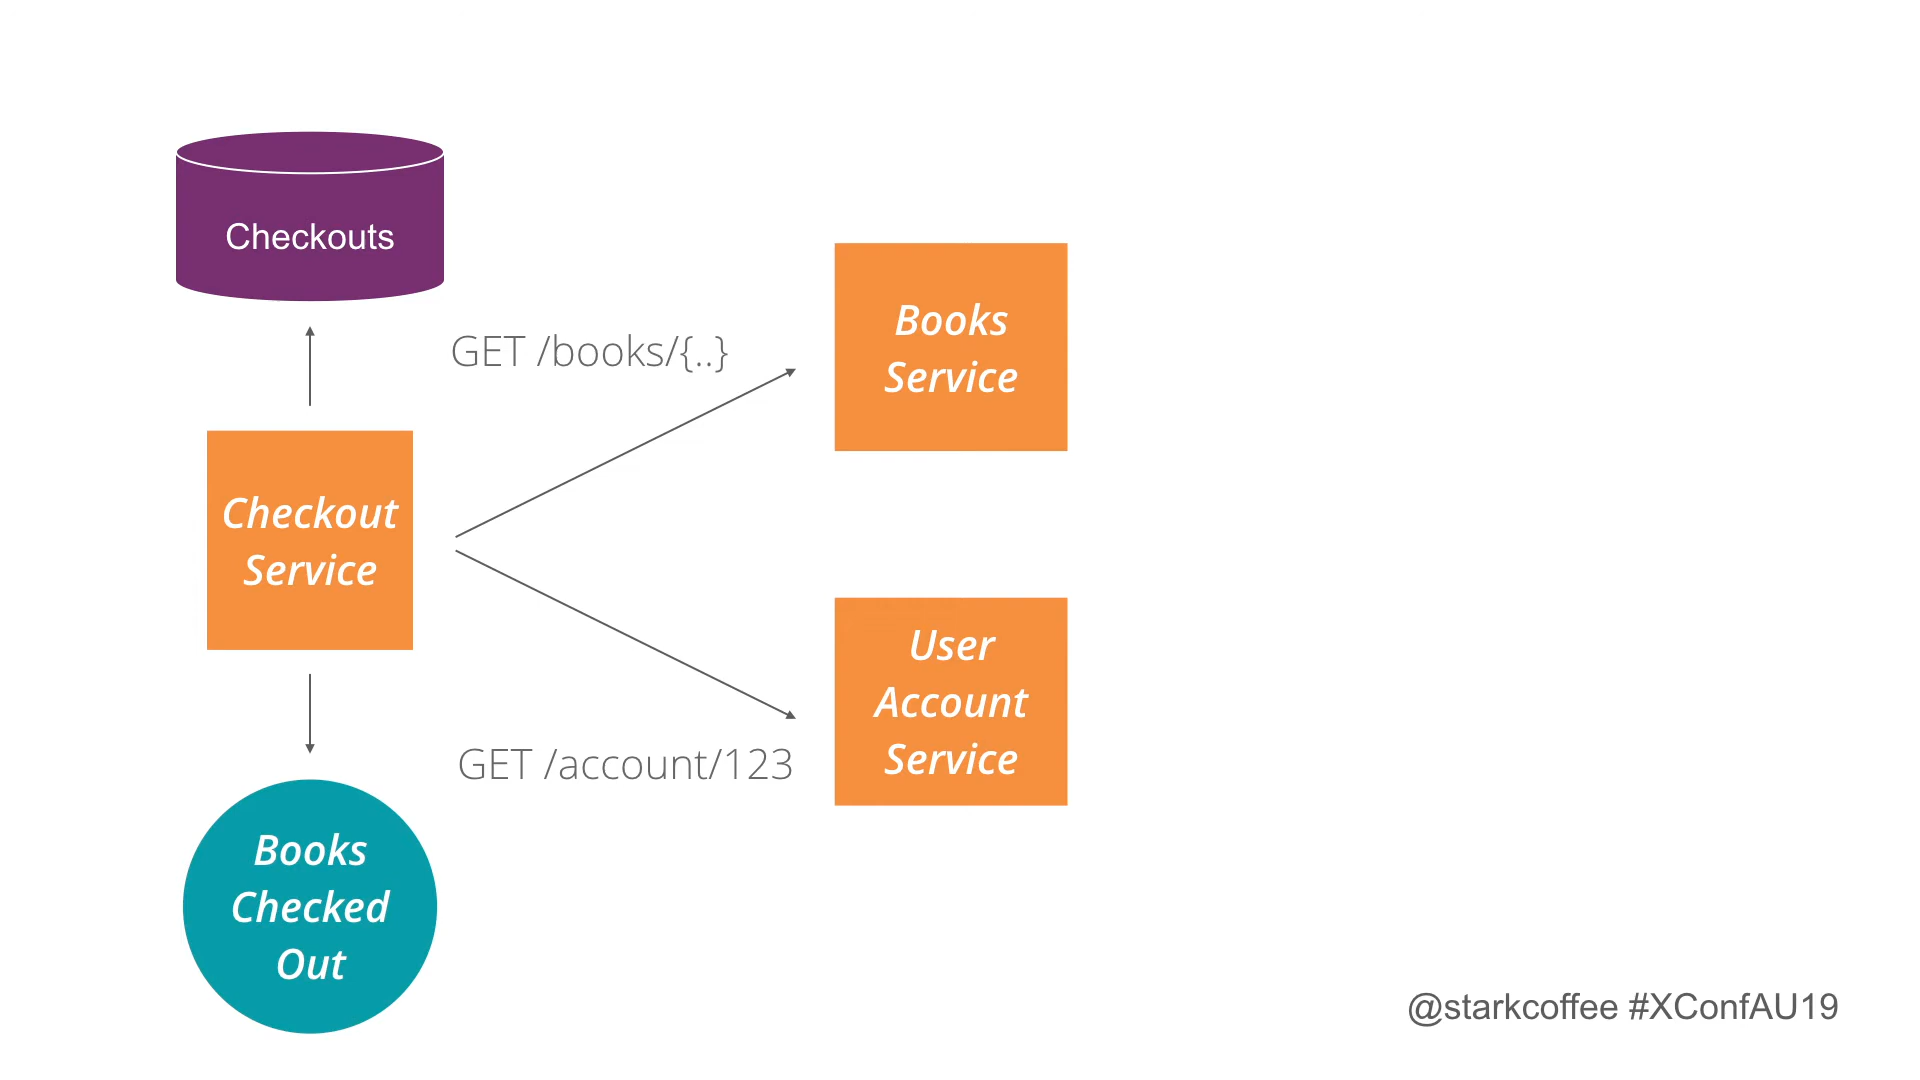 Checkouts
GET /books/{..}
Books
Service
Checkout
Service
User
Account
Service
GET /account/123
Books
Checked
Out
@starkcoffee #XConfAU19